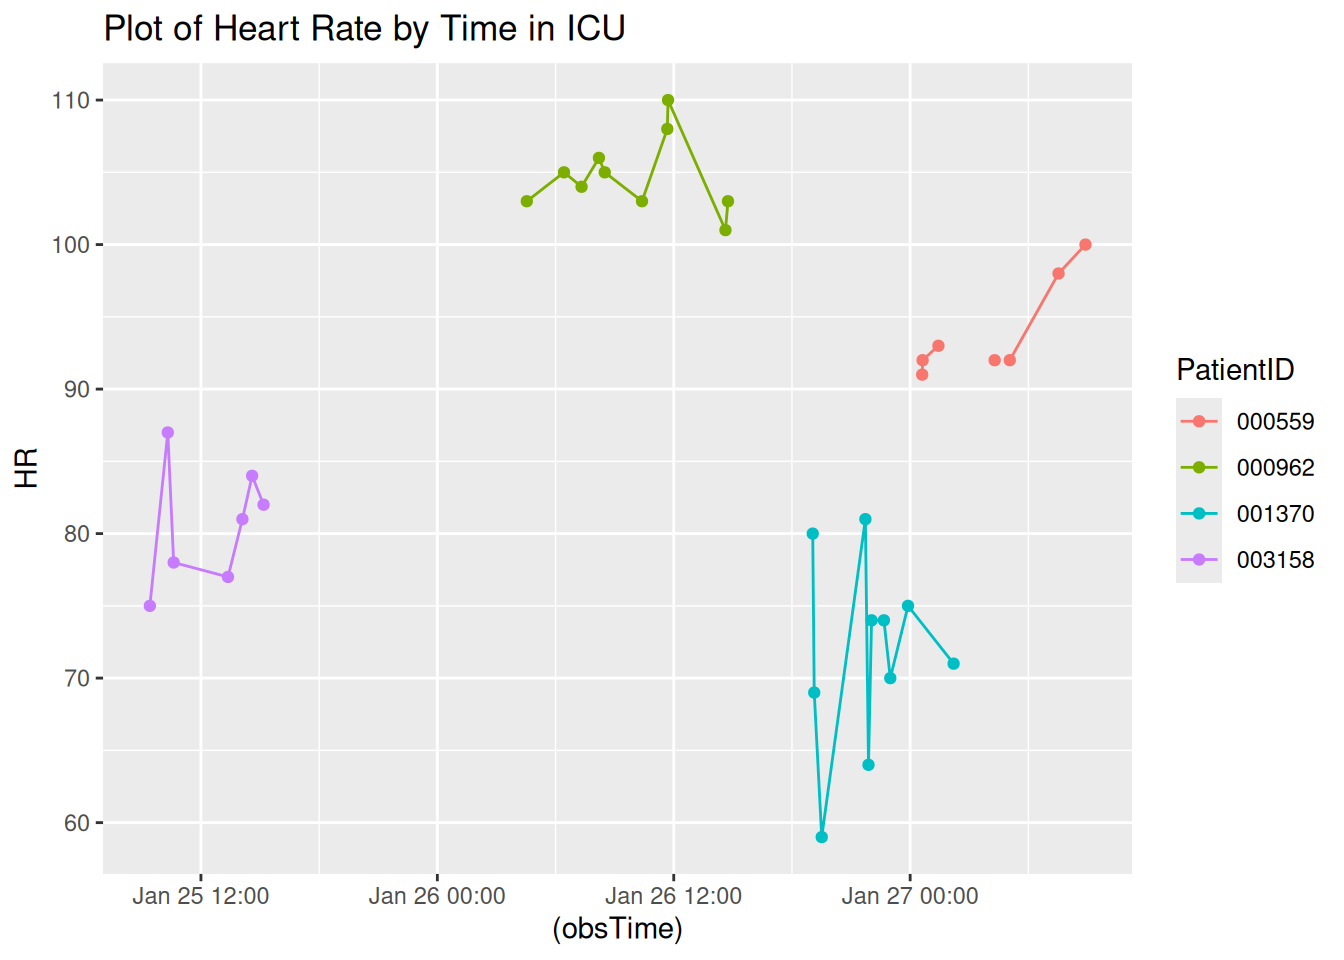 Plot of Heart Rate by Time in ICU
110
100
90
80
70
60
HR
Jan 25 12:00 Jan 26 00:00 Jan 26 12:00 Jan 27 00:00
(obsTime)
PatientID
000559
000962
001370
003158